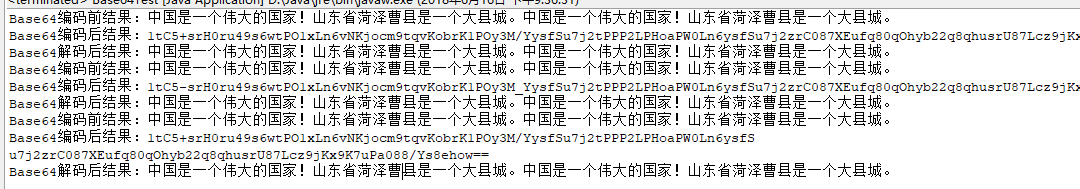 <terminated> Base64Test [Java Application] D:\Java\jre\bin\javaw.exe
Base64编码前结果：中国是一个伟大的国家！山东省菏泽曹县是一个大县城。中国是一个伟大的国家！山东省菏泽曹县是一个大县城。
Base64编码后结果：1tC5+srH0ru49s6wtPO1xLn6vNKjocm9tqvKobrK1POy3M/YysfSu7j2tPPP2LPHoaPW0Ln6ysfSu7j2zrC087XEufq80qOhyb22q8qhusrU87Lcz9jKx
Base64解码后结果：中国是一个伟大的国家！山东省菏泽曹县是一个大县城。中国是一个伟大的国家！山东省菏泽曹县是一个大县城。
Base64编码前结果：中国是一个伟大的国家！山东省菏泽曹县是一个大县城。中国是一个伟大的国家！山东省菏泽曹县是一个大县城。
Base64编码后结果：1tC5-srH0ru49s6wtPO1xLn6vNKjocm9tqvKobrK1POy3M_YysfSu7j2tPPP2LPHoaPW0Ln6ysfSu7j2zrC087XEufq80qOhyb22q8qhusrU87Lcz9jKx
Base64解码后结果：中国是一个伟大的国家！山东省菏泽曹县是一个大县城。中国是一个伟大的国家！山东省菏泽曹县是一个大县城。
Base64编码前结果：中国是一个伟大的国家！山东省菏泽曹县是一个大县城。中国是一个伟大的国家！山东省菏泽曹县是一个大县城。
Base64编码后结果：1tC5+srH0ru49s6wtPO1xLn6vNKjocm9tqvKobrK1POy3M/YysfSu7j2tPPP2LPHoaPW0Ln6ysfS
u7j2zrC087XEufq80qOhyb22q8qhusrU87Lcz9jKx9K7uPa088/Ys8ehow==
Base64解码后结果：中国是一个伟大的国家！山东省菏泽曹县是一个大县城。中国是一个伟大的国家！山东省菏泽曹县是一个大县城。